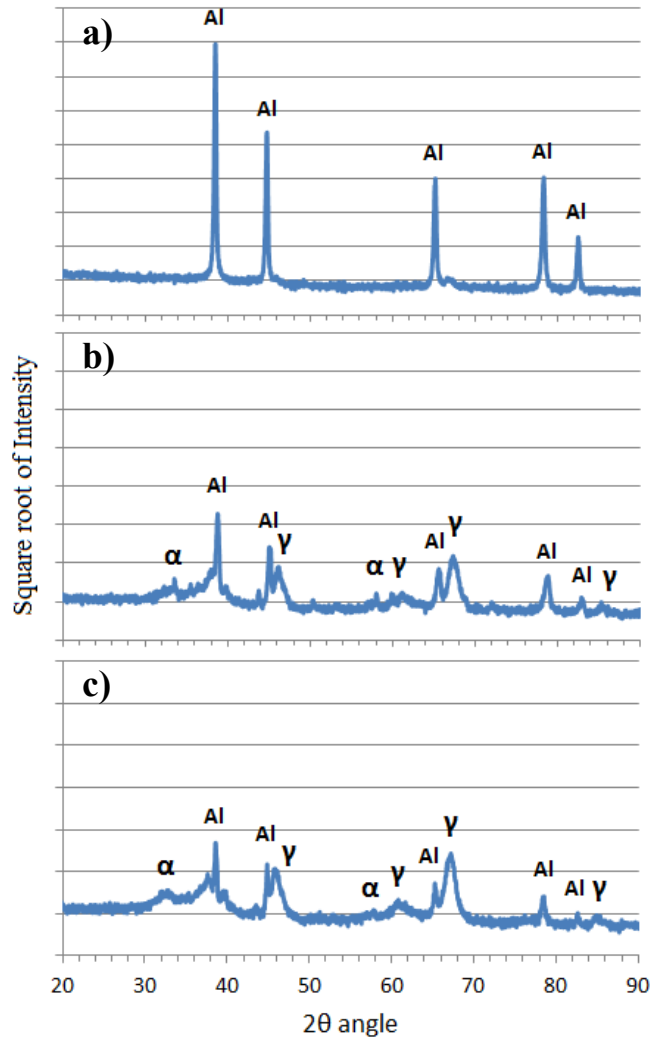 a)
Al
Al
Al
Al
Al
b)
Al
α
Al
γ
α
γ
Al
γ
Al
Al
γ
c)
Al
α
Al
γ
α
γ
Al
γ
Al
Al
γ
Square root of Intensity
20 30 40 50 60 70 80 90
2θ angle